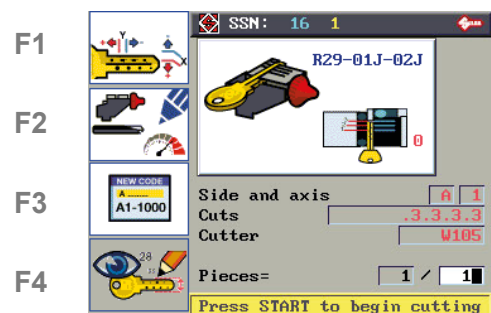 F1
F2
F3
F4
Y
X
NEW CODE
A
A1-1000
28
SSN: 16 1
R29-01J-02J
0
Side and axis A 1
Cuts .3.3.3.3
Cutter W105
Pieces= 1 / 1
Press START to begin cutting